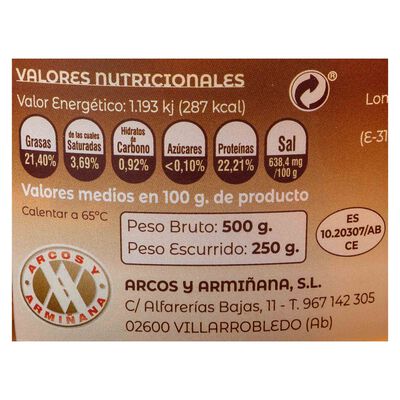 VALORES NUTRICIONALES
Valor Energético: 1.193 kj (287 kcal)
Lon
(E-31
Grasas
21,40%
de las cuales
Saturadas
3,69%
Hidratos
de
Carbono
0,92%
Azúcares
<0,10%
Proteínas
22,21%
Sal
638,4 mg
/100 g
®
Valores medios en 100 g. de producto
Calentar a 65ºC
Peso Bruto: 500 g.
Peso Escurrido: 250 g.
ES
10.20307/AB
CE
ARCOS Y
ARMIÑANA
ARCOS y ARMIÑANA, S.L.
C/ Alfarerías Bajas, 11 - T. 967 142 305
02600 VILLARROBLEDO (Ab)